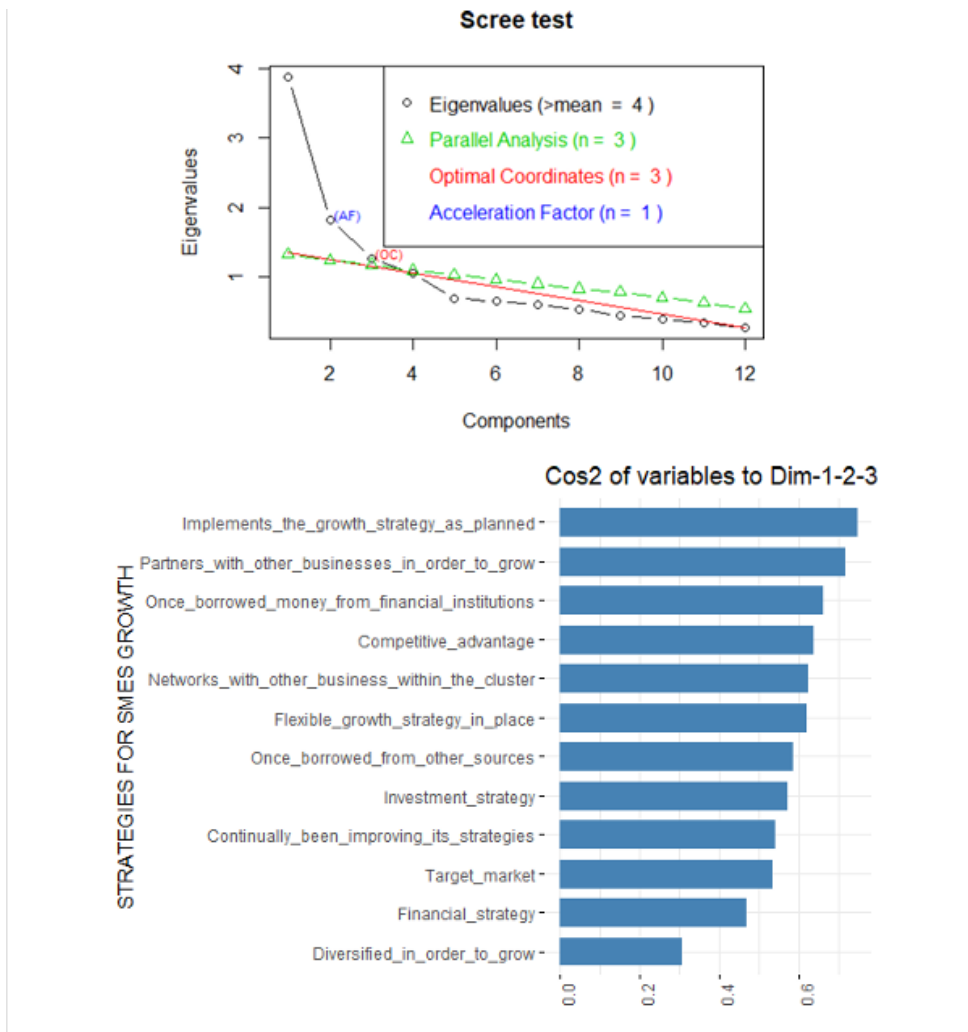 Scree test
Eigenvalues
4
3
2
1
Eigenvalues (>mean = 4 )
Parallel Analysis (n = 3 )
Optimal Coordinates (n = 3 )
Acceleration Factor (n = 1 )
(AF)
(OC)
2 4 6 8 10 12
Components
Cos2 of variables to Dim-1-2-3
STRATEGIES FOR SMES GROWTH
Implements_the_growth_strategy_as_planned
Partners_with_other_businesses_in_order_to_grow
Once_borrowed_money_from_financial_institutions
Competitive_advantage
Networks_with_other_business_within_the_cluster
Flexible_growth_strategy_in_place
Once_borrowed_from_other_sources
Investment_strategy
Continually_been_improving_its_strategies
Target_market
Financial_strategy
Diversified_in_order_to_grow
0.0 0.2 0.4 0.6